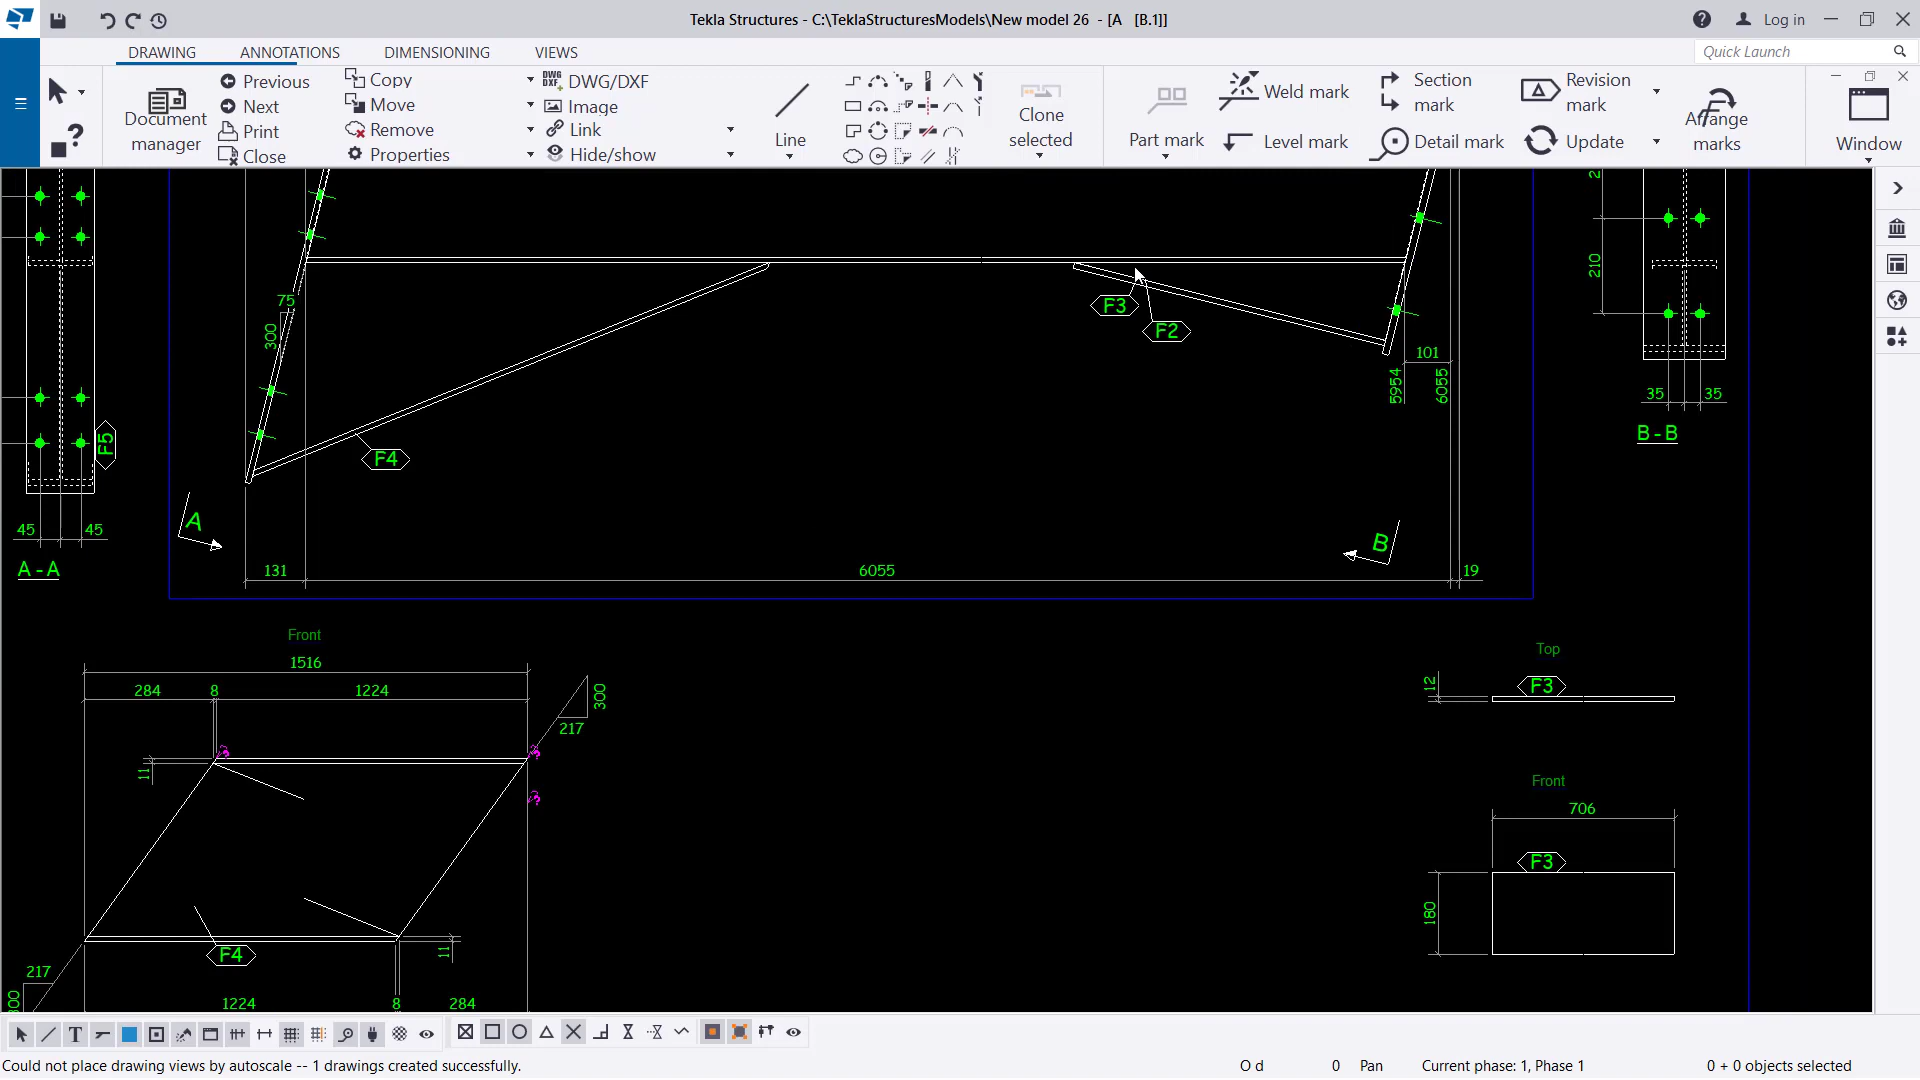 Tekla Structures - C:\TeklaStructuresModels\New model 26 - [A [B.1]]
Log in
DRAWING ANNOTATIONS DIMENSIONING VIEWS
Quick Launch
Document manager
Previous
Next
Print
Close
Copy
Move
Remove
Properties
DWG/DXF
Image
Link
Hide/show
Line
Clone selected
Part mark
Weld mark
Level mark
Section mark
Detail mark
Revision mark
Update
Arrange marks
Window
75
300
F3
F2
101
5954
6055
210
35 35
B - B
F4
F5
45 45
A - A
A
B
131 6055 19
Front
1516
284 8 1224
300
217
11
F4
11
217
1224 8 284
Top
12
F3
Front
706
F3
180
Could not place drawing views by autoscale -- 1 drawings created successfully.
O d 0 Pan Current phase: 1, Phase 1 0 + 0 objects selected